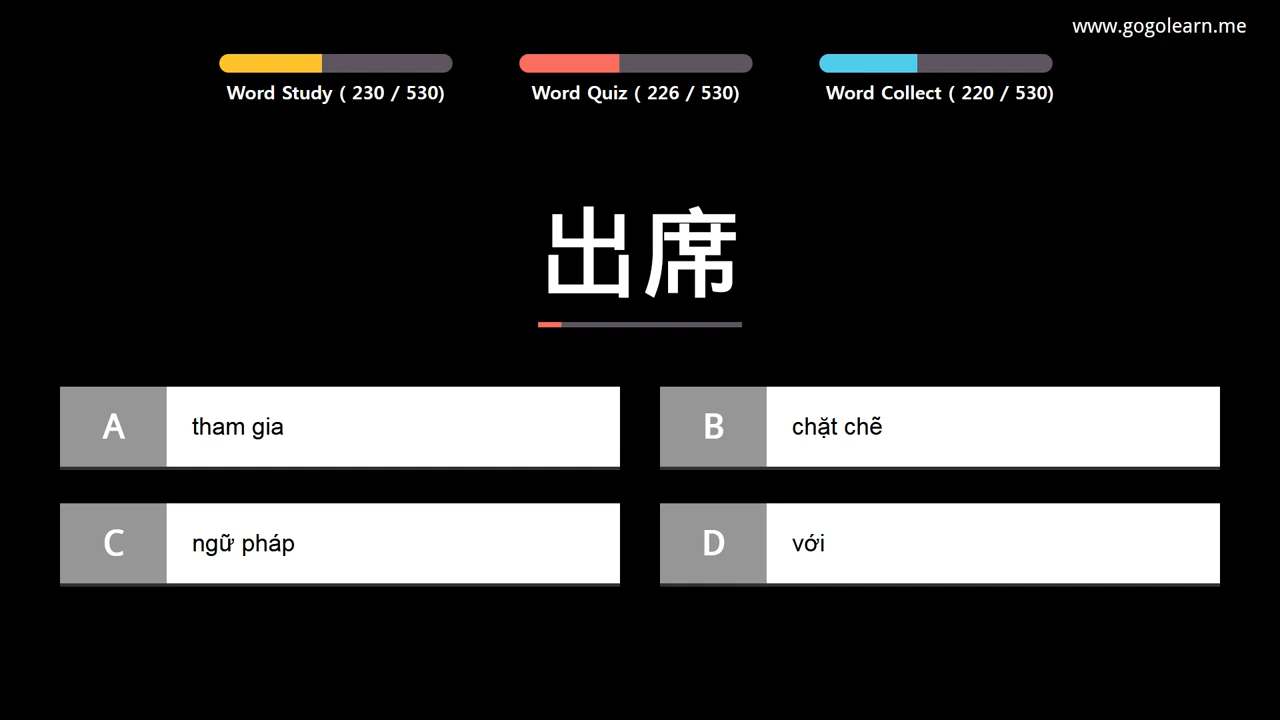 www.gogolearn.me
Word Study ( 230 / 530)
Word Quiz ( 226 / 530)
Word Collect ( 220 / 530)
出席
A tham gia
B chặt chẽ
C ngữ pháp
D với